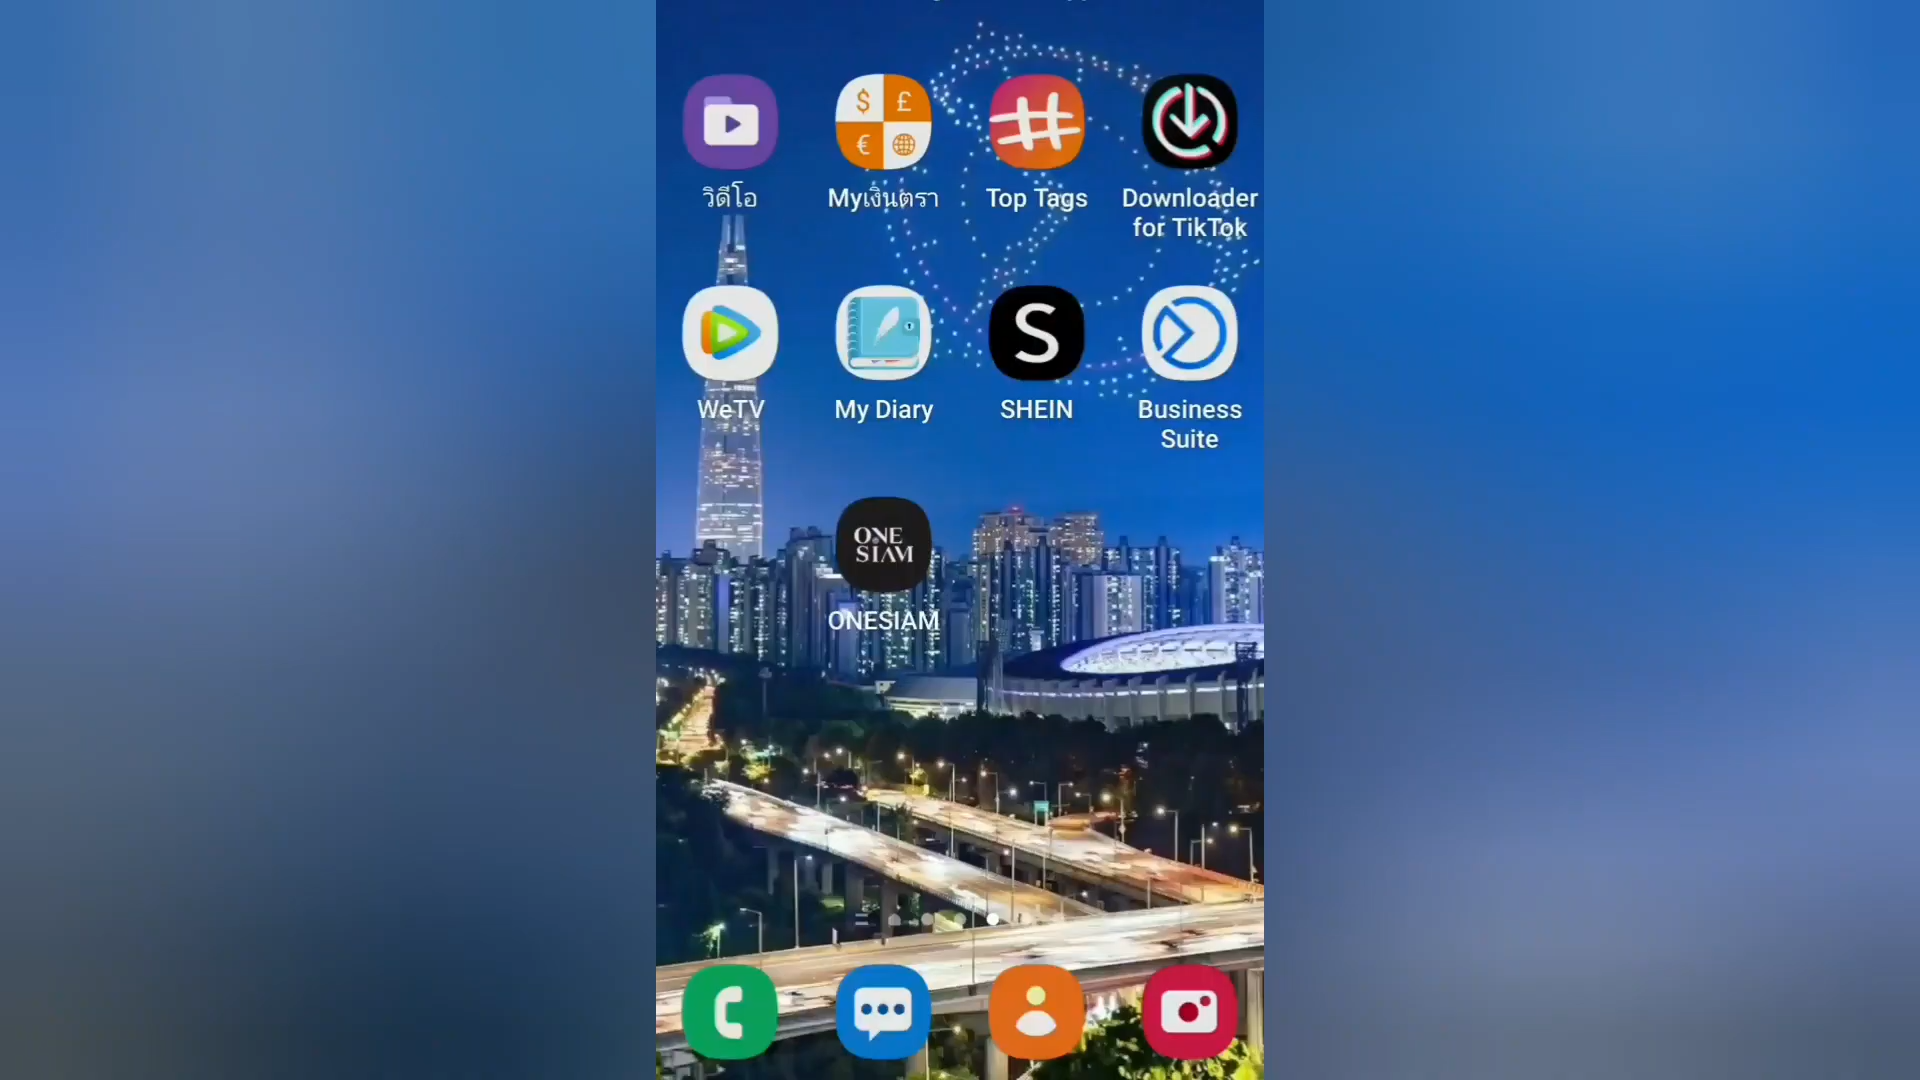 $ £
€
#
วิดีโอ
Myเงินตรา
Top Tags
Downloader
for TikTok
S
WeTV
My Diary
SHEIN
Business
Suite
ONE
SIAM
ONESIAM